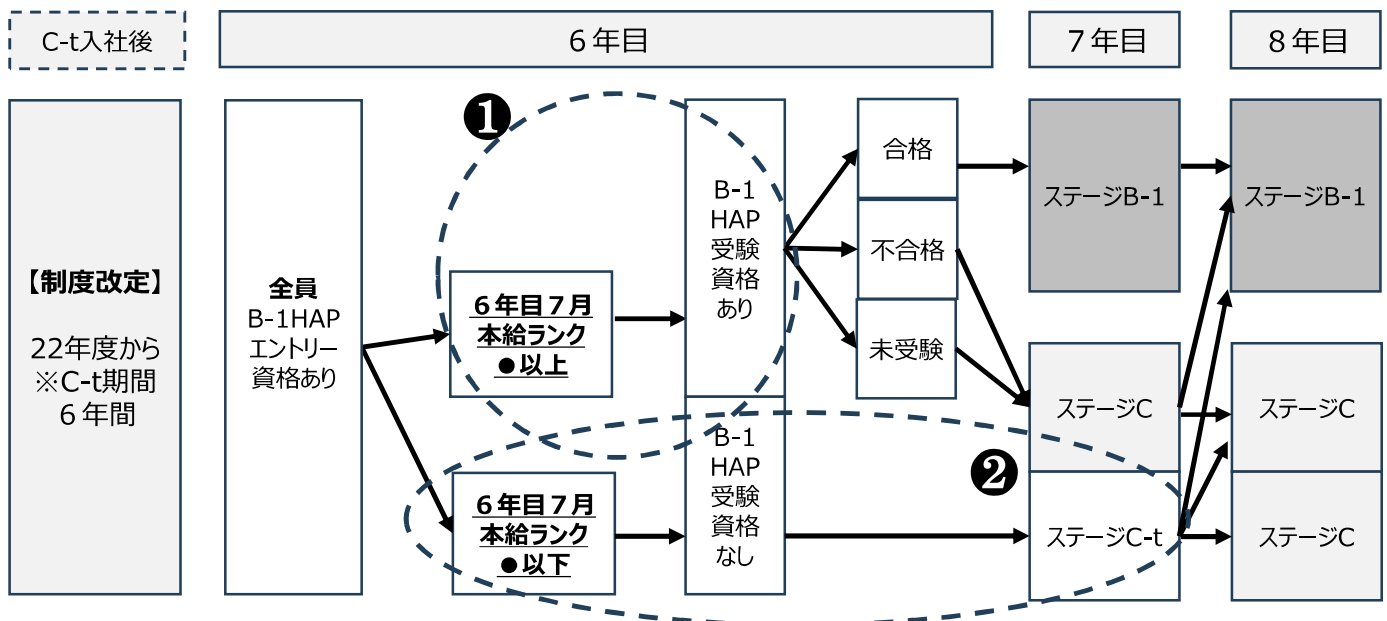 C-t入社後
６年目
７年目
８年目
【制度改定】
22年度から
※C-t期間
６年間
全員
B-1HAP
エントリー
資格あり
❶
６年目７月
本給ランク
●以上
６年目７月
本給ランク
●以下
B-1
HAP
受験
資格
あり
B-1
HAP
受験
資格
なし
合格
不合格
未受験
❷
ステージB-1
ステージC
ステージC-t
ステージB-1
ステージC
ステージC